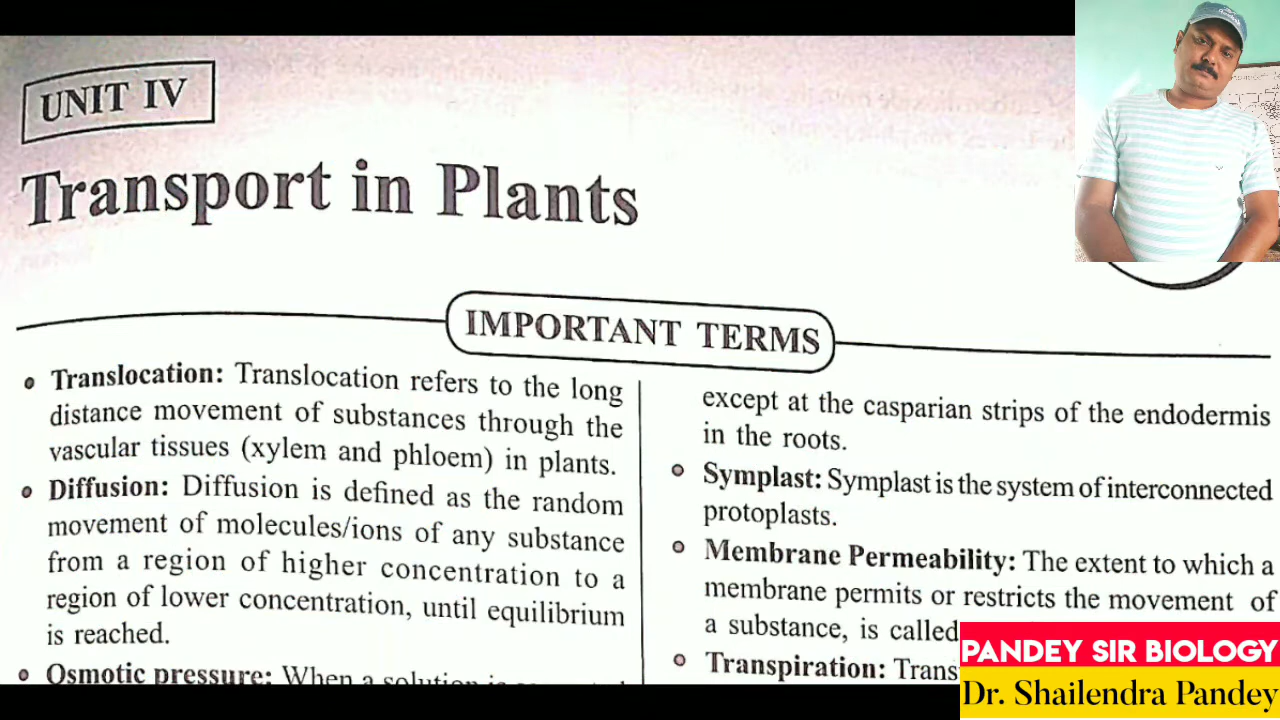 UNIT IV
Transport in Plants
IMPORTANT TERMS
Translocation: Translocation refers to the long
distance movement of substances through the
vascular tissues (xylem and phloem) in plants.
Diffusion: Diffusion is defined as the random
movement of molecules/ions of any substance
from a region of higher concentration to a
region of lower concentration, until equilibrium
is reached.
Osmotic pressure: When a solution is
except at the casparian strips of the endodermis
in the roots.
Symplast: Symplast is the system of interconnected
protoplasts.
Membrane Permeability: The extent to which a
membrane permits or restricts the movement of
a substance, is called
Transpiration: Trans
PANDEY SIR BIOLOGY
Dr. Shailendra Pandey